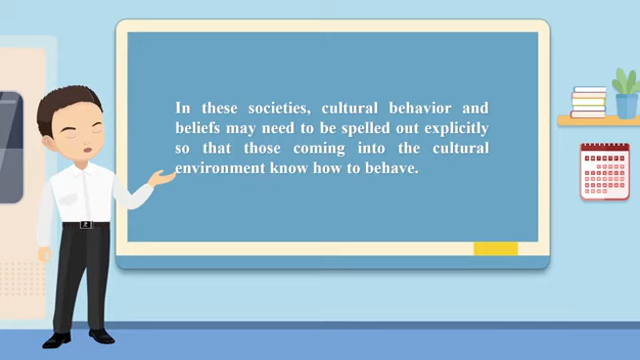 In these societies, cultural behavior and
beliefs may need to be spelled out explicitly
so that those coming into the cultural
environment know how to behave.